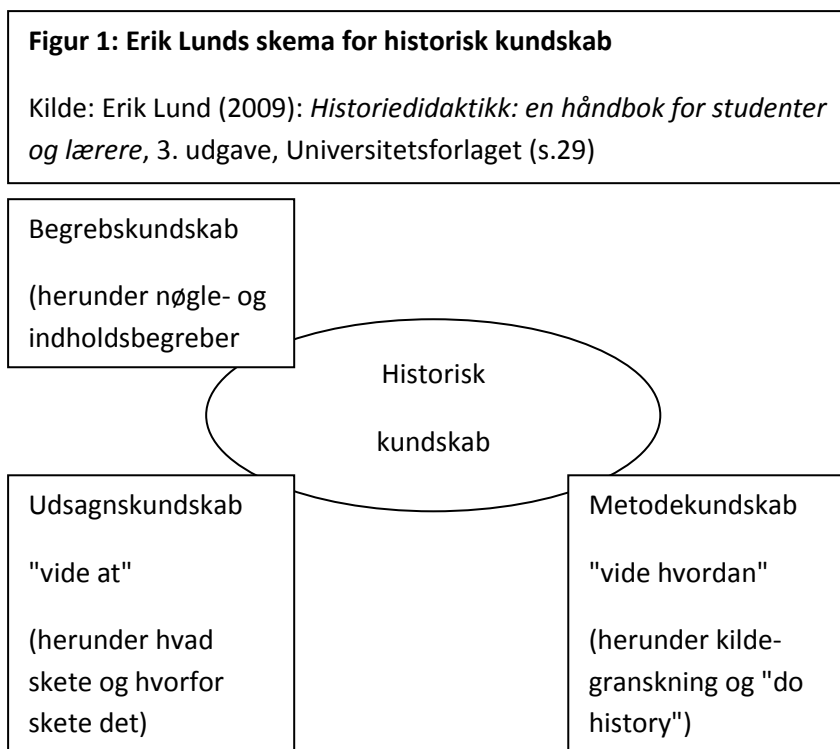 Figur 1: Erik Lunds skema for historisk kundskab
Kilde: Erik Lund (2009): Historiedidaktikk: en håndbok for studenter
og lærere, 3. udgave, Universitetsforlaget (s.29)
Begrebskundskab
(herunder nøgle- og
indholdsbegreber
Historisk
kundskab
Udsagnskundskab
"vide at"
(herunder hvad
skete og hvorfor
skete det)
Metodekundskab
"vide hvordan"
(herunder kilde-
granskning og "do
history")